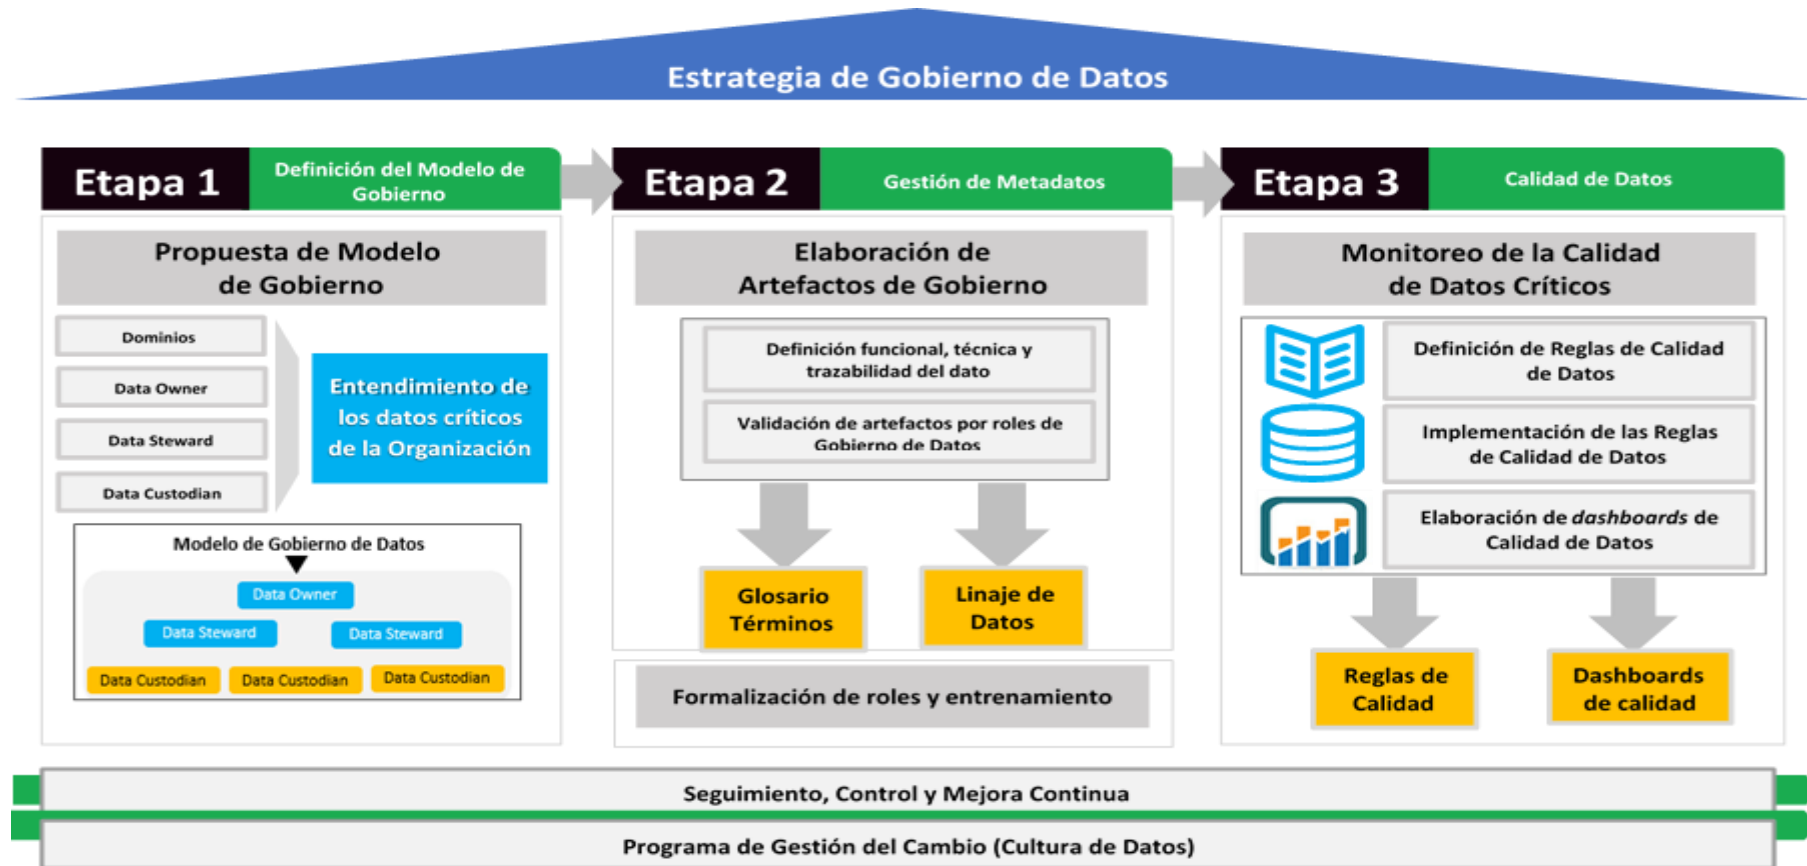 Estrategia de Gobierno de Datos
Etapa 1
Definición del Modelo de
Gobierno
Propuesta de Modelo
de Gobierno
Dominios
Data Owner
Data Steward
Data Custodian
Entendimiento de
los datos críticos
de la Organización
Modelo de Gobierno de Datos
Data Owner
Data Steward
Data Steward
Data Custodian
Data Custodian
Data Custodian
Etapa 2
Gestión de Metadatos
Elaboración de
Artefactos de Gobierno
Definición funcional, técnica y
trazabilidad del dato
Validación de artefactos por roles de
Gobierno de Datos
Glosario
Términos
Linaje de
Datos
Formalización de roles y entrenamiento
Etapa 3
Calidad de Datos
Monitoreo de la Calidad
de Datos Críticos
Definición de Reglas de Calidad
de Datos
Implementación de las Reglas
de Calidad de Datos
Elaboración de dashboards de
Calidad de Datos
Reglas de
Calidad
Dashboards
de calidad
Seguimiento, Control y Mejora Continua
Programa de Gestión del Cambio (Cultura de Datos)